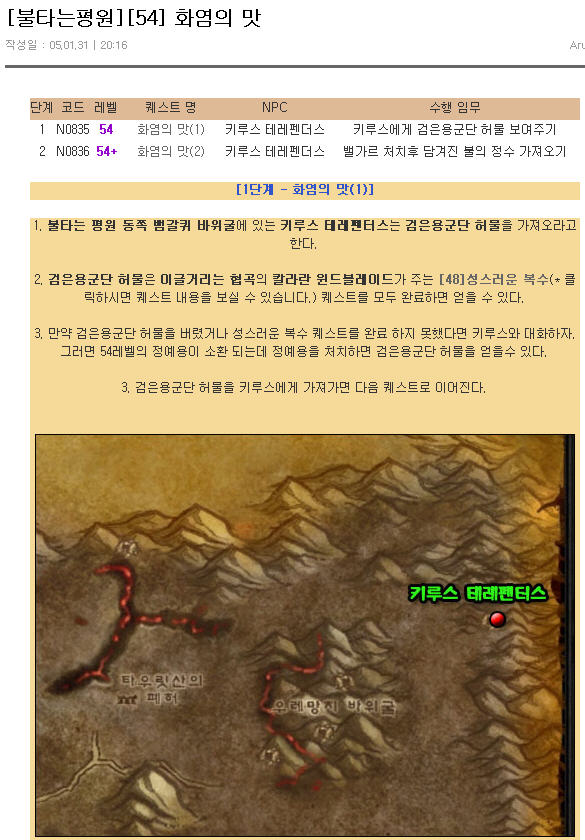 [불타는평원][54] 화염의 맛
작성일 : 05.01.31 | 20:16
Aru
단계 코드 레벨 퀘스트 명 NPC 수행 임무
1 N0835 54 화염의 맛(1) 키루스 테레펜더스 키루스에게 검은용군단 허물 보여주기
2 N0836 54+ 화염의 맛(2) 키루스 테레펜더스 밸가르 처치후 담겨진 불의 정수 가져오기
[1단계 - 화염의 맛(1)]
1. 불타는 평원 동쪽 뻠갈퀴 바위굴에 있는 키루스 테레펜터스는 검은용군단 허물을 가져오라고
한다.
2. 검은용군단 허물은 이글거리는 협곡의 칼라란 윈드블레이드가 주는 [48]성스러운 복수(* 클
릭하시면 퀘스트 내용을 보실 수 있습니다.) 퀘스트를 모두 완료하면 얻을 수 있다.
3. 만약 검은용군단 허물을 버렸거나 성스러운 복수 퀘스트를 완료 하지 못했다면 키루스와 대화하자.
그러면 54레벨의 정예용이 소환 되는데 정예용을 처치하면 검은용군단 허물을 얻을수 있다.
3. 검은용군단 허물을 키루스에게 가져가면 다음 퀘스트로 이어진다.
키루스 테레펜터스
타우릿산의
폐허
우레망치 바위굴